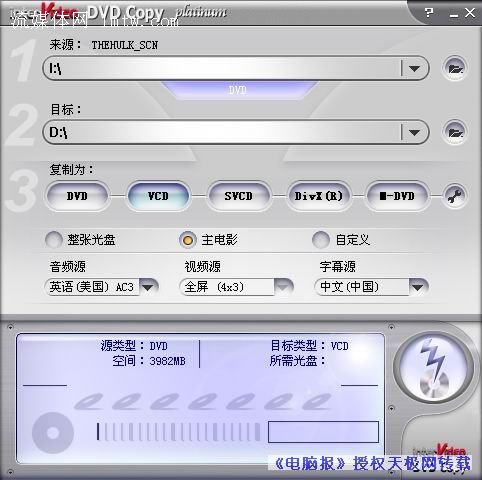 InterVideo DVD Copy platinum
流媒体网 lmtw.com
1 来源： THEHULK_SCN
I:\
DVD
2 目标：
D:\
3 复制为：
DVD VCD SVCD DivX(R) M-DVD
整张光盘 主电影 自定义
音频源 视频源 字幕源
英语(美国) AC3 全屏 (4x3) 中文(中国)
源类型： DVD 目标类型： VCD
空间： 3982MB 所需光盘：
InterVideo
DVD Copy
《电脑报》授权天极网转载